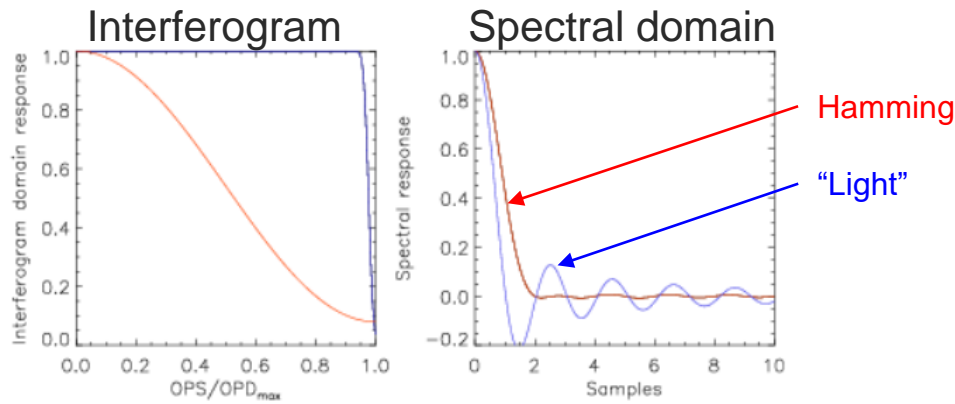 Interferogram
Spectral domain
Interferogram domain response
1.0
0.8
0.6
0.4
0.2
0.0
0.0 0.2 0.4 0.6 0.8 1.0
OPS/OPDmax
Spectral response
1.0
0.8
0.6
0.4
0.2
0.0
−0.2
0 2 4 6 8 10
Samples
Hamming
“Light”